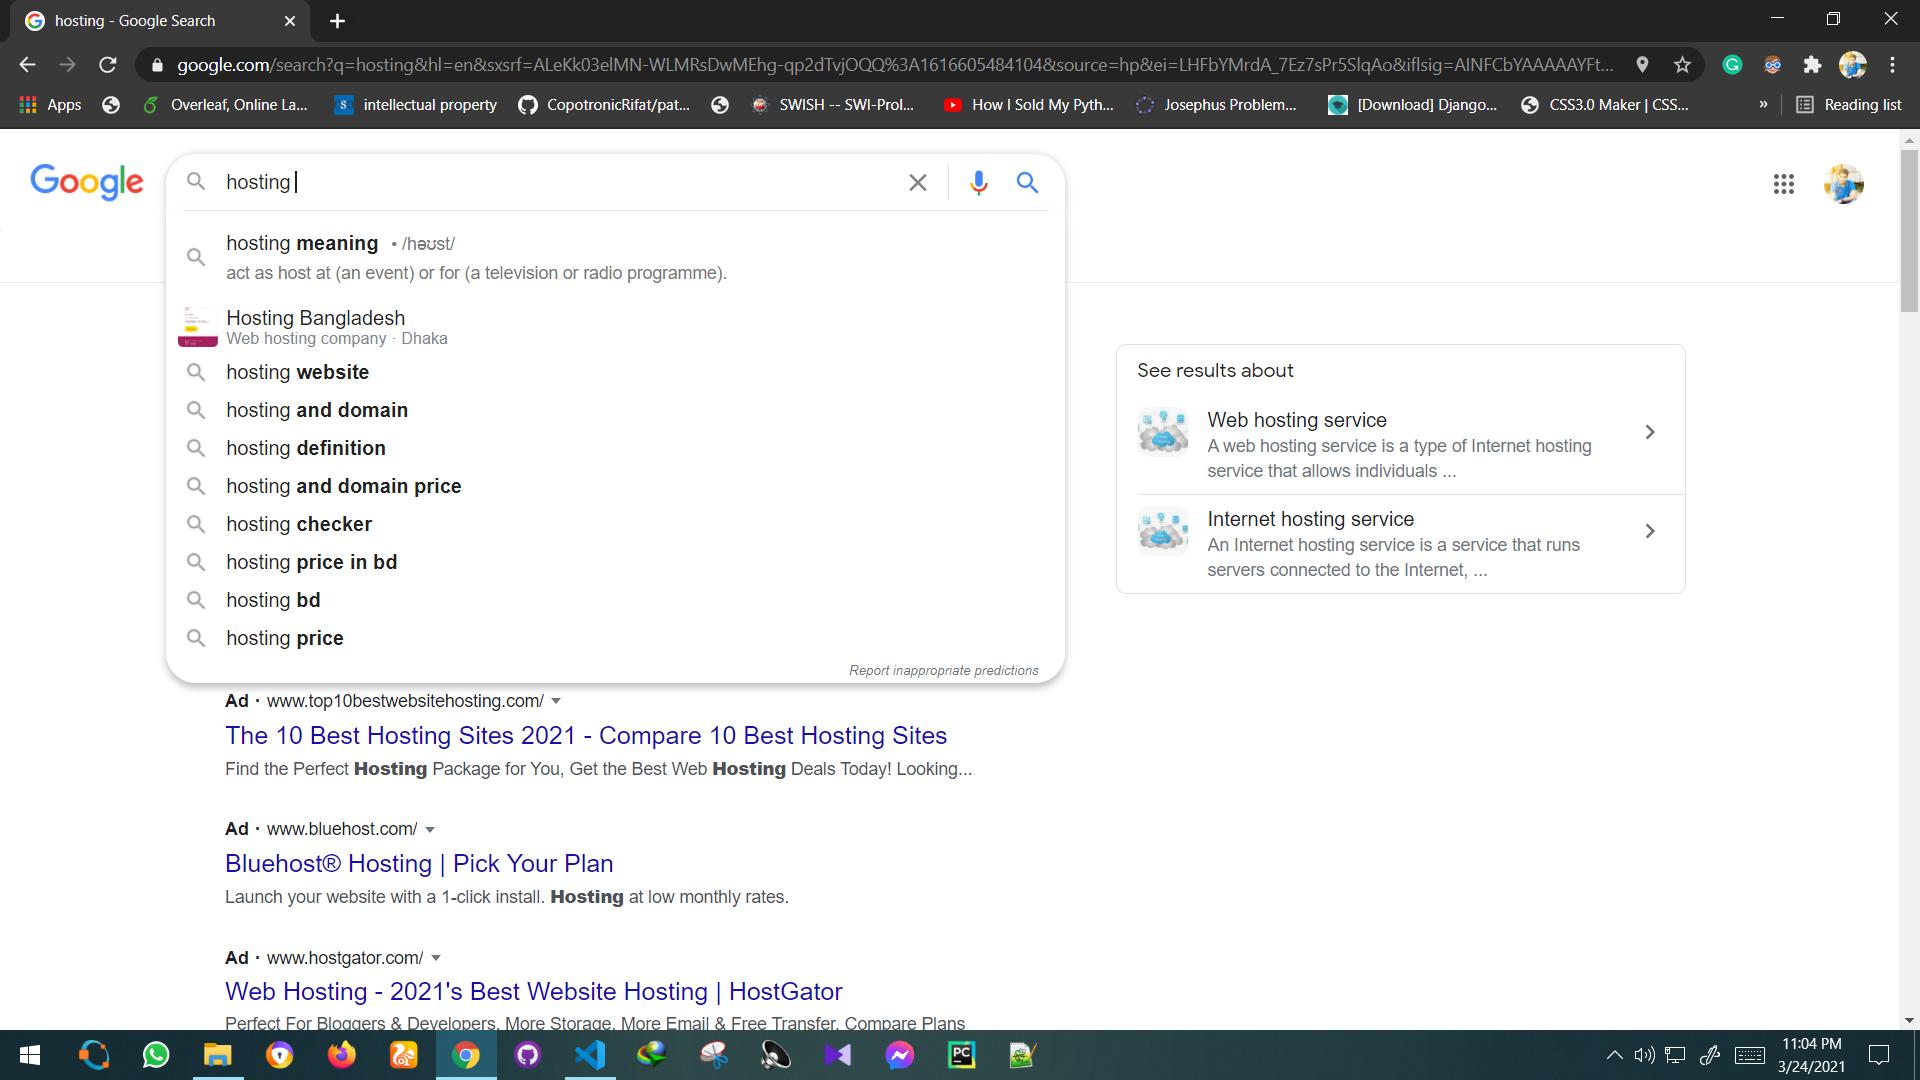 hosting - Google Search
google.com/search?q=hosting&hl=en&sxsrf=ALeKk03elMN-WLMRsDwMEhg-qp2dTvjOQQ%3A1616605484104&source=hp&ei=LHFbYMrdA_7Ez7sPr5SlqAo&iflsig=AINFCbYAAAAAYFt...
Apps
Overleaf, Online La...
intellectual property
CopotronicRifat/pat...
SWISH -- SWI-Prol...
How I Sold My Pyth...
Josephus Problem...
[Download] Django...
CSS3.0 Maker | CSS...
»
Reading list
Google
hosting
hosting meaning • /həʊst/
act as host at (an event) or for (a television or radio programme).
Hosting Bangladesh
Web hosting company · Dhaka
hosting website
hosting and domain
hosting definition
hosting and domain price
hosting checker
hosting price in bd
hosting bd
hosting price
Report inappropriate predictions
See results about
Web hosting service
A web hosting service is a type of Internet hosting
service that allows individuals ...
Internet hosting service
An Internet hosting service is a service that runs
servers connected to the Internet, ...
Ad · www.top10bestwebsitehosting.com/
The 10 Best Hosting Sites 2021 - Compare 10 Best Hosting Sites
Find the Perfect Hosting Package for You, Get the Best Web Hosting Deals Today! Looking...
Ad · www.bluehost.com/
Bluehost® Hosting | Pick Your Plan
Launch your website with a 1-click install. Hosting at low monthly rates.
Ad · www.hostgator.com/
Web Hosting - 2021's Best Website Hosting | HostGator
Perfect For Bloggers & Developers. More Storage. More Email & Free Transfer. Compare Plans
PC
11:04 PM
3/24/2021